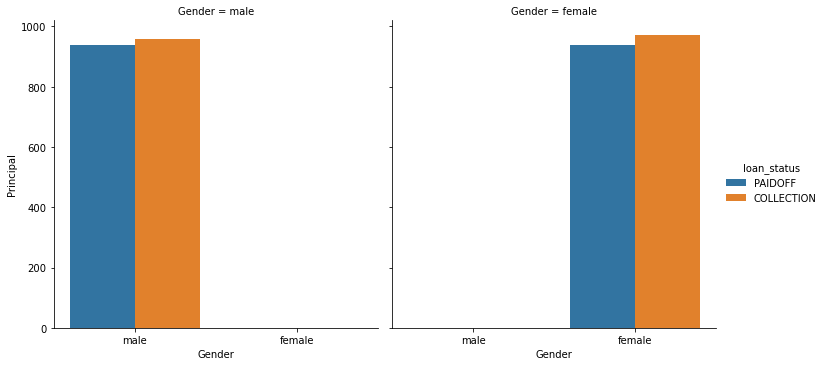 Gender = male
Gender = female
1000
800
600
400
200
0
Principal
male
female
Gender
male
female
Gender
loan_status
PAIDOFF
COLLECTION